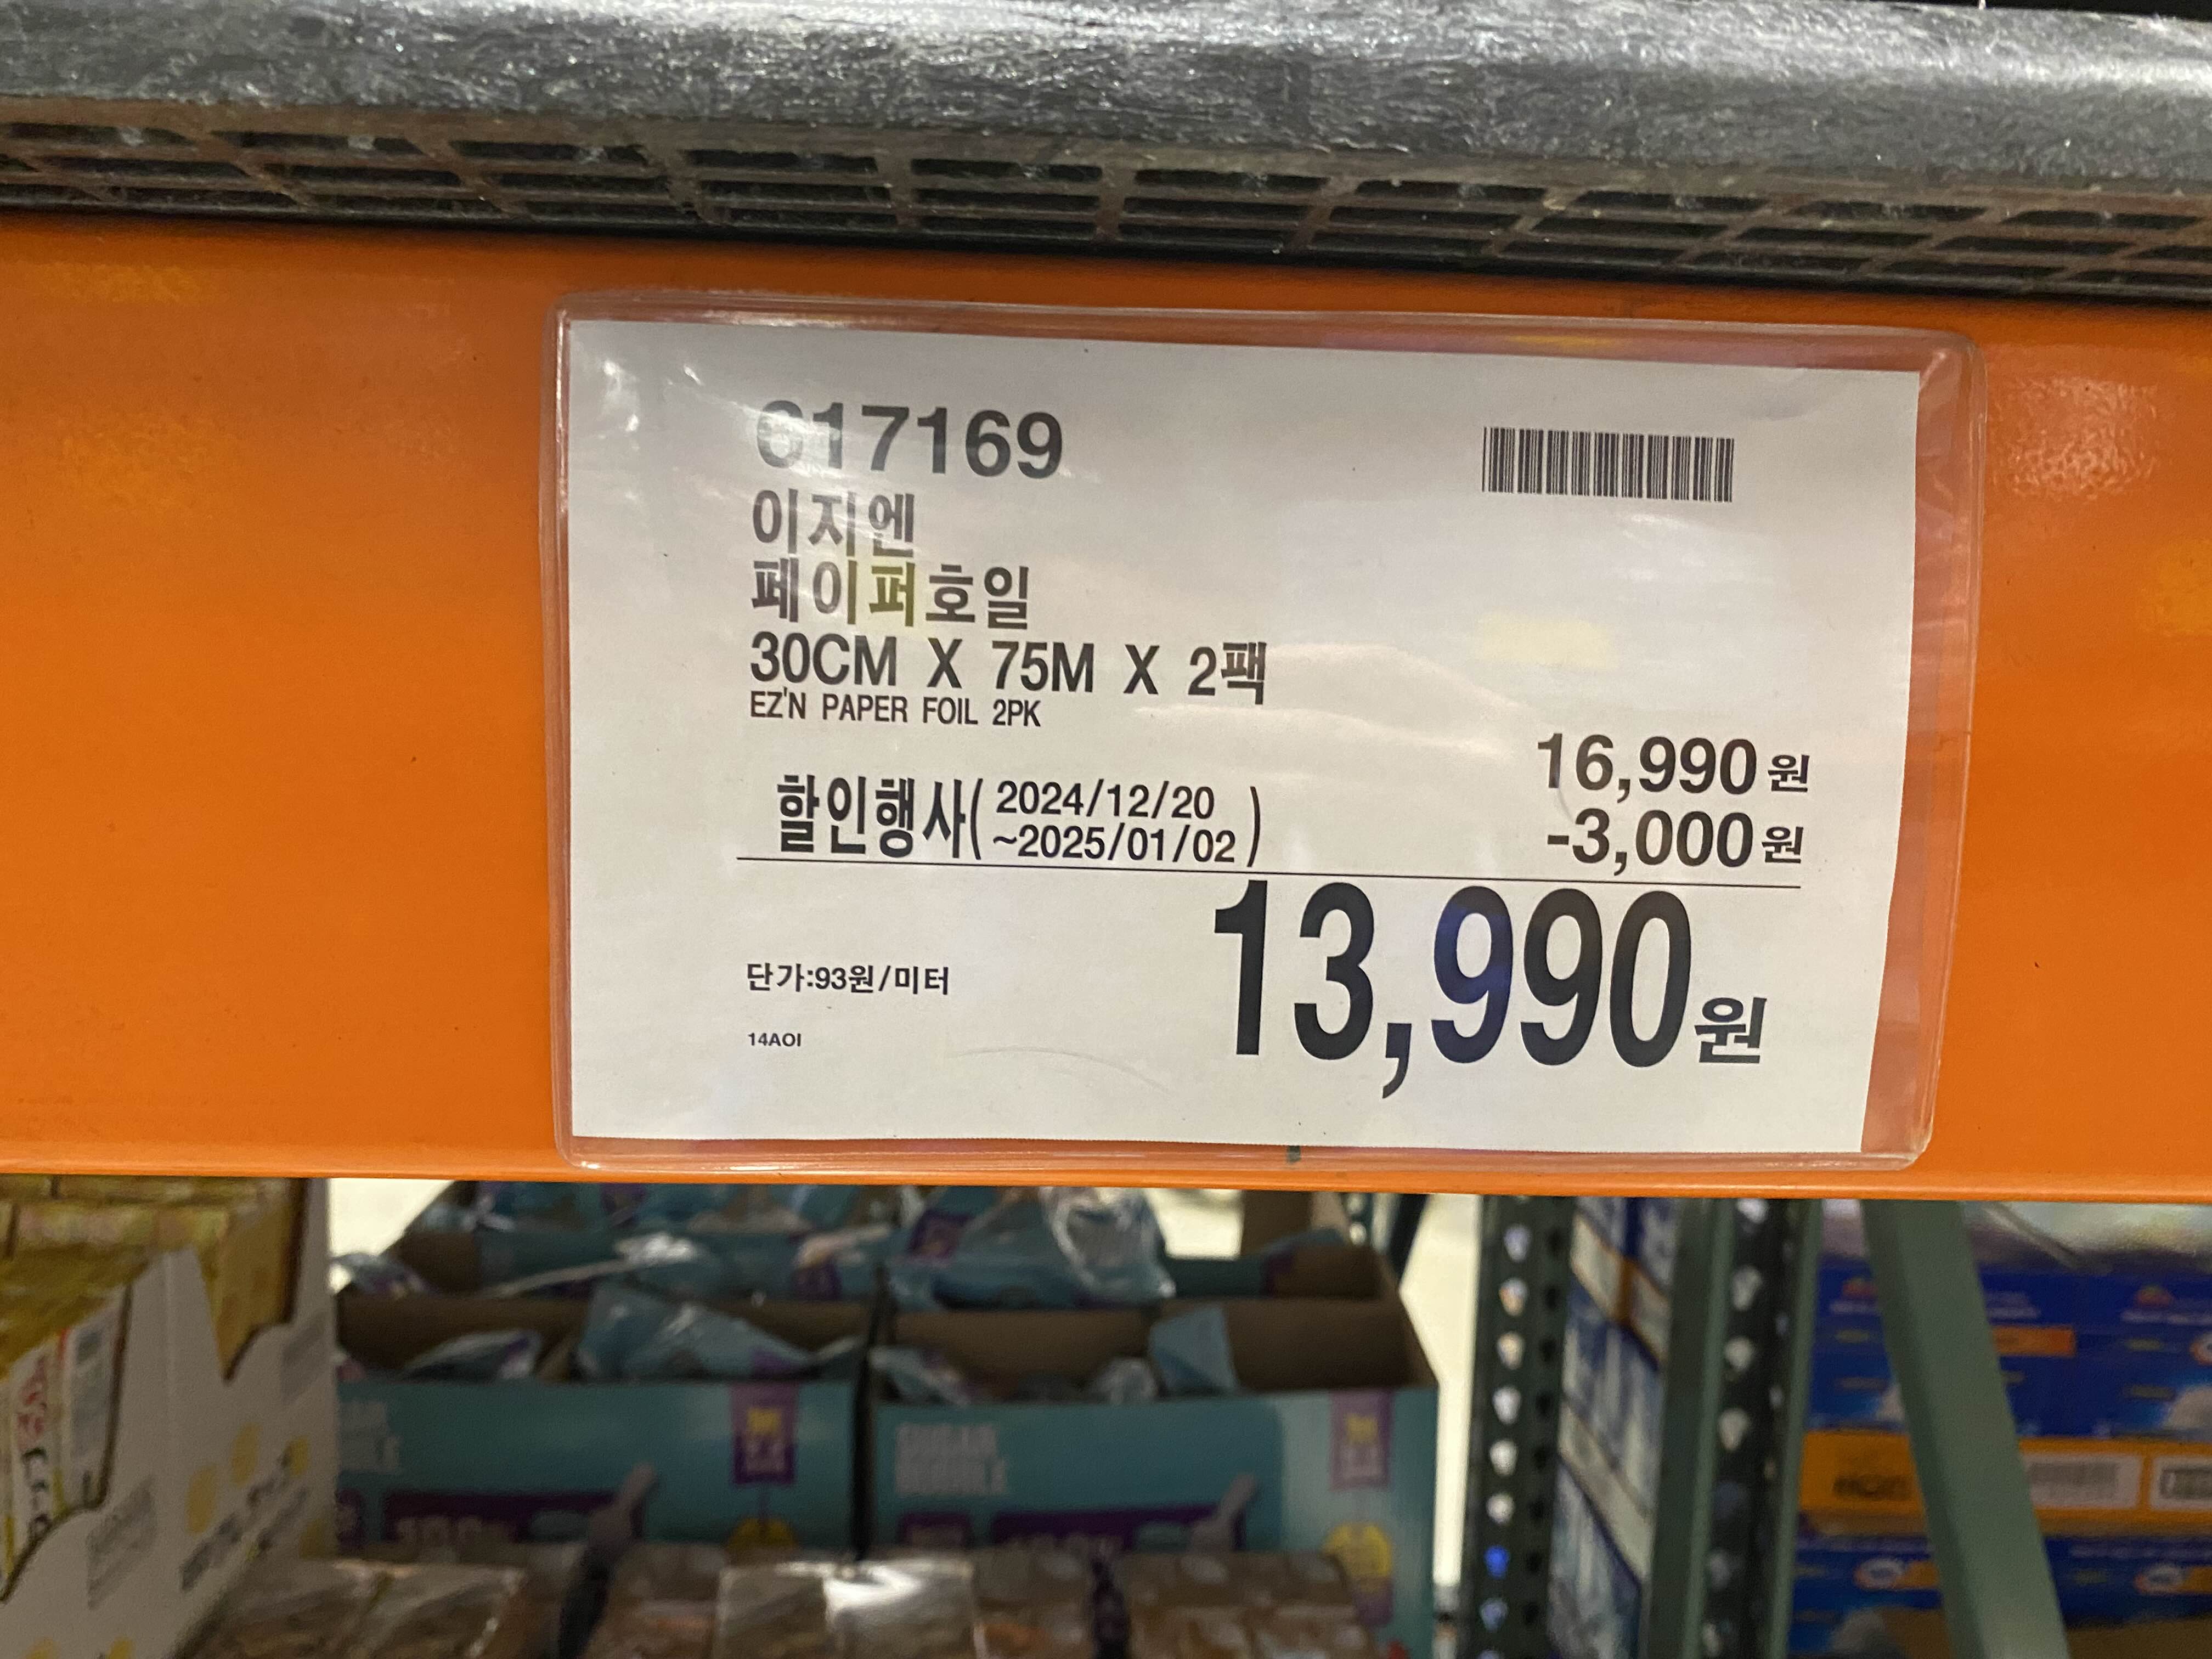 617169
이지엔
페이퍼호일
30CM X 75M X 2팩
EZ'N PAPER FOIL 2PK
16,990원
할인행사( 2024/12/20
~2025/01/02 )
-3,000원
13,990원
단가:93원/미터
14AOI